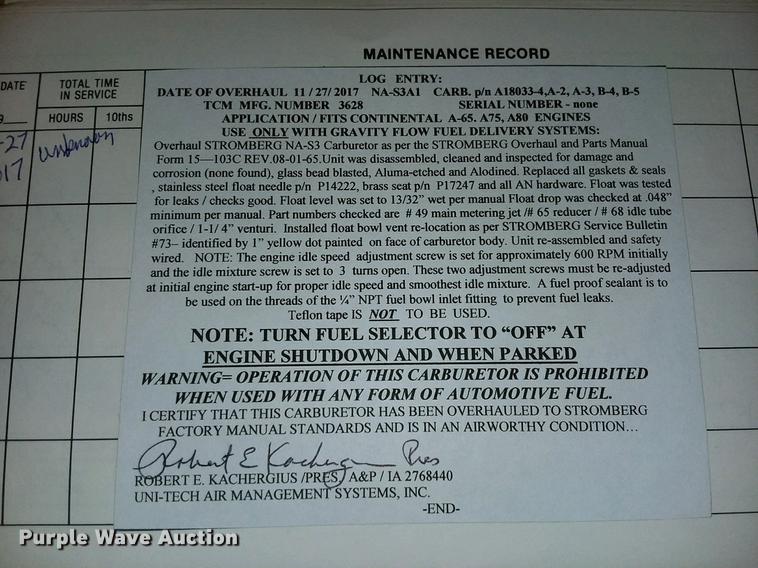 MAINTENANCE RECORD
DATE
TOTAL TIME
IN SERVICE
HOURS
10ths
-27
17
unknown
LOG ENTRY:
DATE OF OVERHAUL 11 / 27/ 2017 NA-S3A1 CARB. p/n A18033-4,A-2, A-3, B-4, B-5
TCM MFG. NUMBER 3628 SERIAL NUMBER - none
APPLICATION / FITS CONTINENTAL A-65. A75, A80 ENGINES
USE ONLY WITH GRAVITY FLOW FUEL DELIVERY SYSTEMS:
Overhaul STROMBERG NA-S3 Carburetor as per the STROMBERG Overhaul and Parts Manual
Form 15—103C REV.08-01-65.Unit was disassembled, cleaned and inspected for damage and
corrosion (none found), glass bead blasted, Aluma-etched and Alodined. Replaced all gaskets & seals
, stainless steel float needle p/n P14222, brass seat p/n P17247 and all AN hardware. Float was tested
for leaks / checks good. Float level was set to 13/32" wet per manual Float drop was checked at .048"
minimum per manual. Part numbers checked are # 49 main metering jet /# 65 reducer / # 68 idle tube
orifice / 1-1/ 4" venturi. Installed float bowl vent re-location as per STROMBERG Service Bulletin
#73– identified by 1" yellow dot painted on face of carburetor body. Unit re-assembled and safety
wired. NOTE: The engine idle speed adjustment screw is set for approximately 600 RPM initially
and the idle mixture screw is set to 3 turns open. These two adjustment screws must be re-adjusted
at initial engine start-up for proper idle speed and smoothest idle mixture. A fuel proof sealant is to
be used on the threads of the ¼" NPT fuel bowl inlet fitting to prevent fuel leaks.
Teflon tape IS NOT TO BE USED.
NOTE: TURN FUEL SELECTOR TO "OFF" AT
ENGINE SHUTDOWN AND WHEN PARKED
WARNING= OPERATION OF THIS CARBURETOR IS PROHIBITED
WHEN USED WITH ANY FORM OF AUTOMOTIVE FUEL.
I CERTIFY THAT THIS CARBURETOR HAS BEEN OVERHAULED TO STROMBERG
FACTORY MANUAL STANDARDS AND IS IN AN AIRWORTHY CONDITION…
Robert E Kachergius Pres
ROBERT E. KACHERGIUS /PRES, A&P / IA 2768440
UNI-TECH AIR MANAGEMENT SYSTEMS, INC.
-END-
Purple Wave Auction